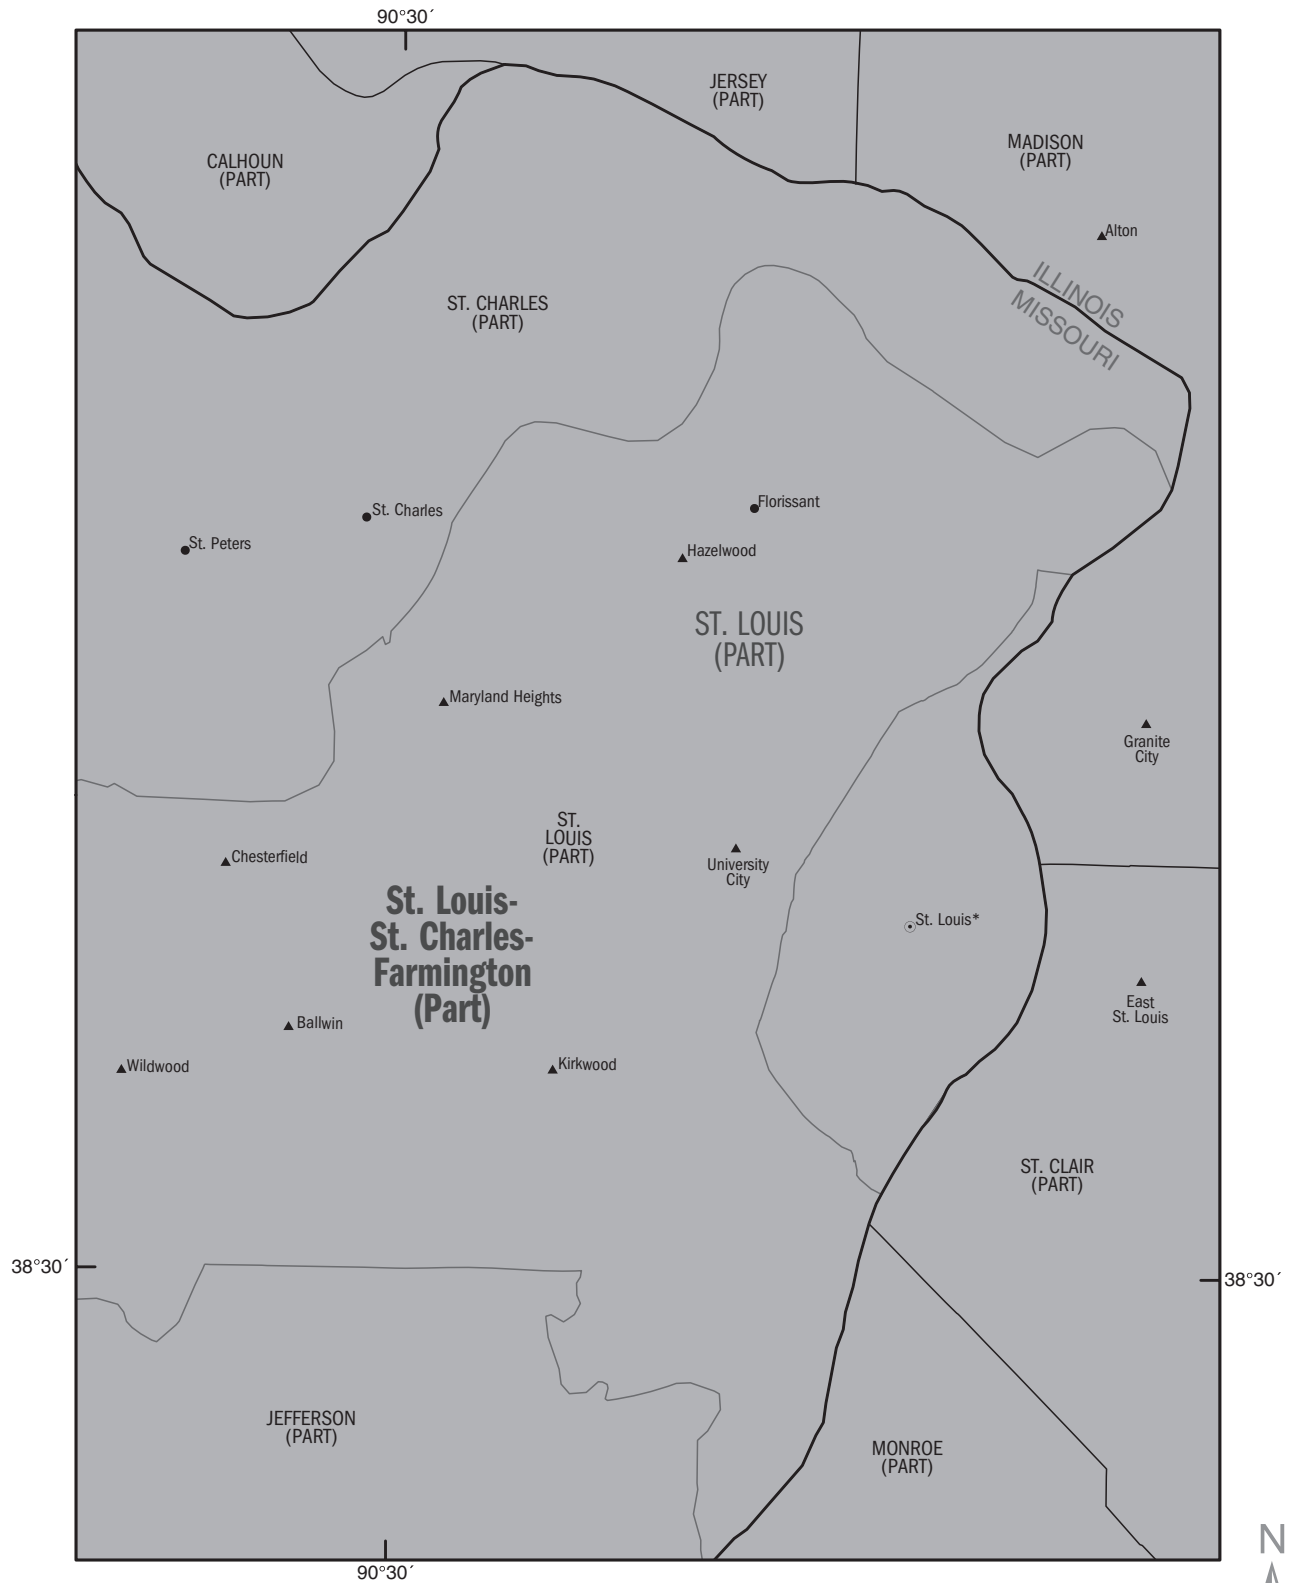 90°30´
JERSEY
(PART)
MADISON
(PART)
CALHOUN
(PART)
Alton
ILLINOIS
MISSOURI
ST. CHARLES
(PART)
Florissant
St. Charles
St. Peters
Hazelwood
ST. LOUIS
(PART)
Maryland Heights
Granite
City
ST.
LOUIS
(PART)
Chesterfield
University
City
St. Louis-
St. Charles-
Farmington
(Part)
St. Louis*
East
St. Louis
Ballwin
Wildwood
Kirkwood
ST. CLAIR
(PART)
38°30´
38°30´
JEFFERSON
(PART)
MONROE
(PART)
N
90°30´